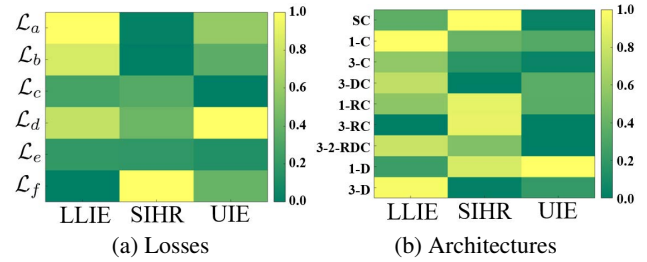 ℒa
ℒb
ℒc
ℒd
ℒe
ℒf
LLIE SIHR UIE
1.0
0.8
0.6
0.4
0.2
0.0
(a) Losses
SC
1-C
3-C
3-DC
1-RC
3-RC
3-2-RDC
1-D
3-D
LLIE SIHR UIE
1.0
0.8
0.6
0.4
0.2
0.0
(b) Architectures